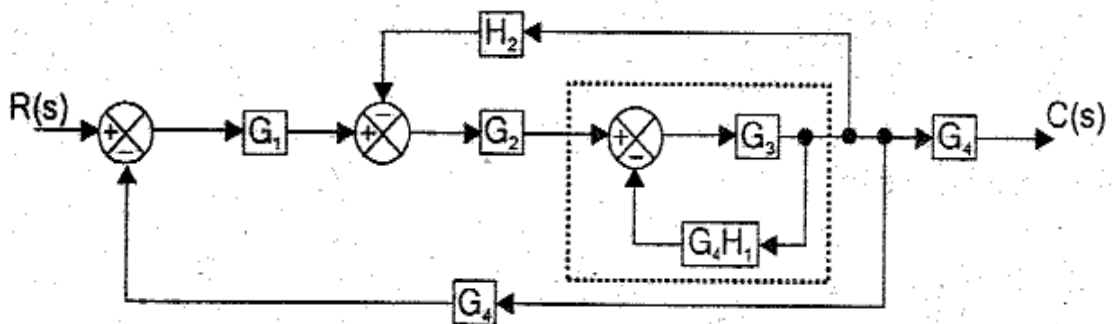 H₂
R(s)
+
−
G₁
+
−
G₂
+
−
G₃
G₄
C(s)
G₄H₁
G₄